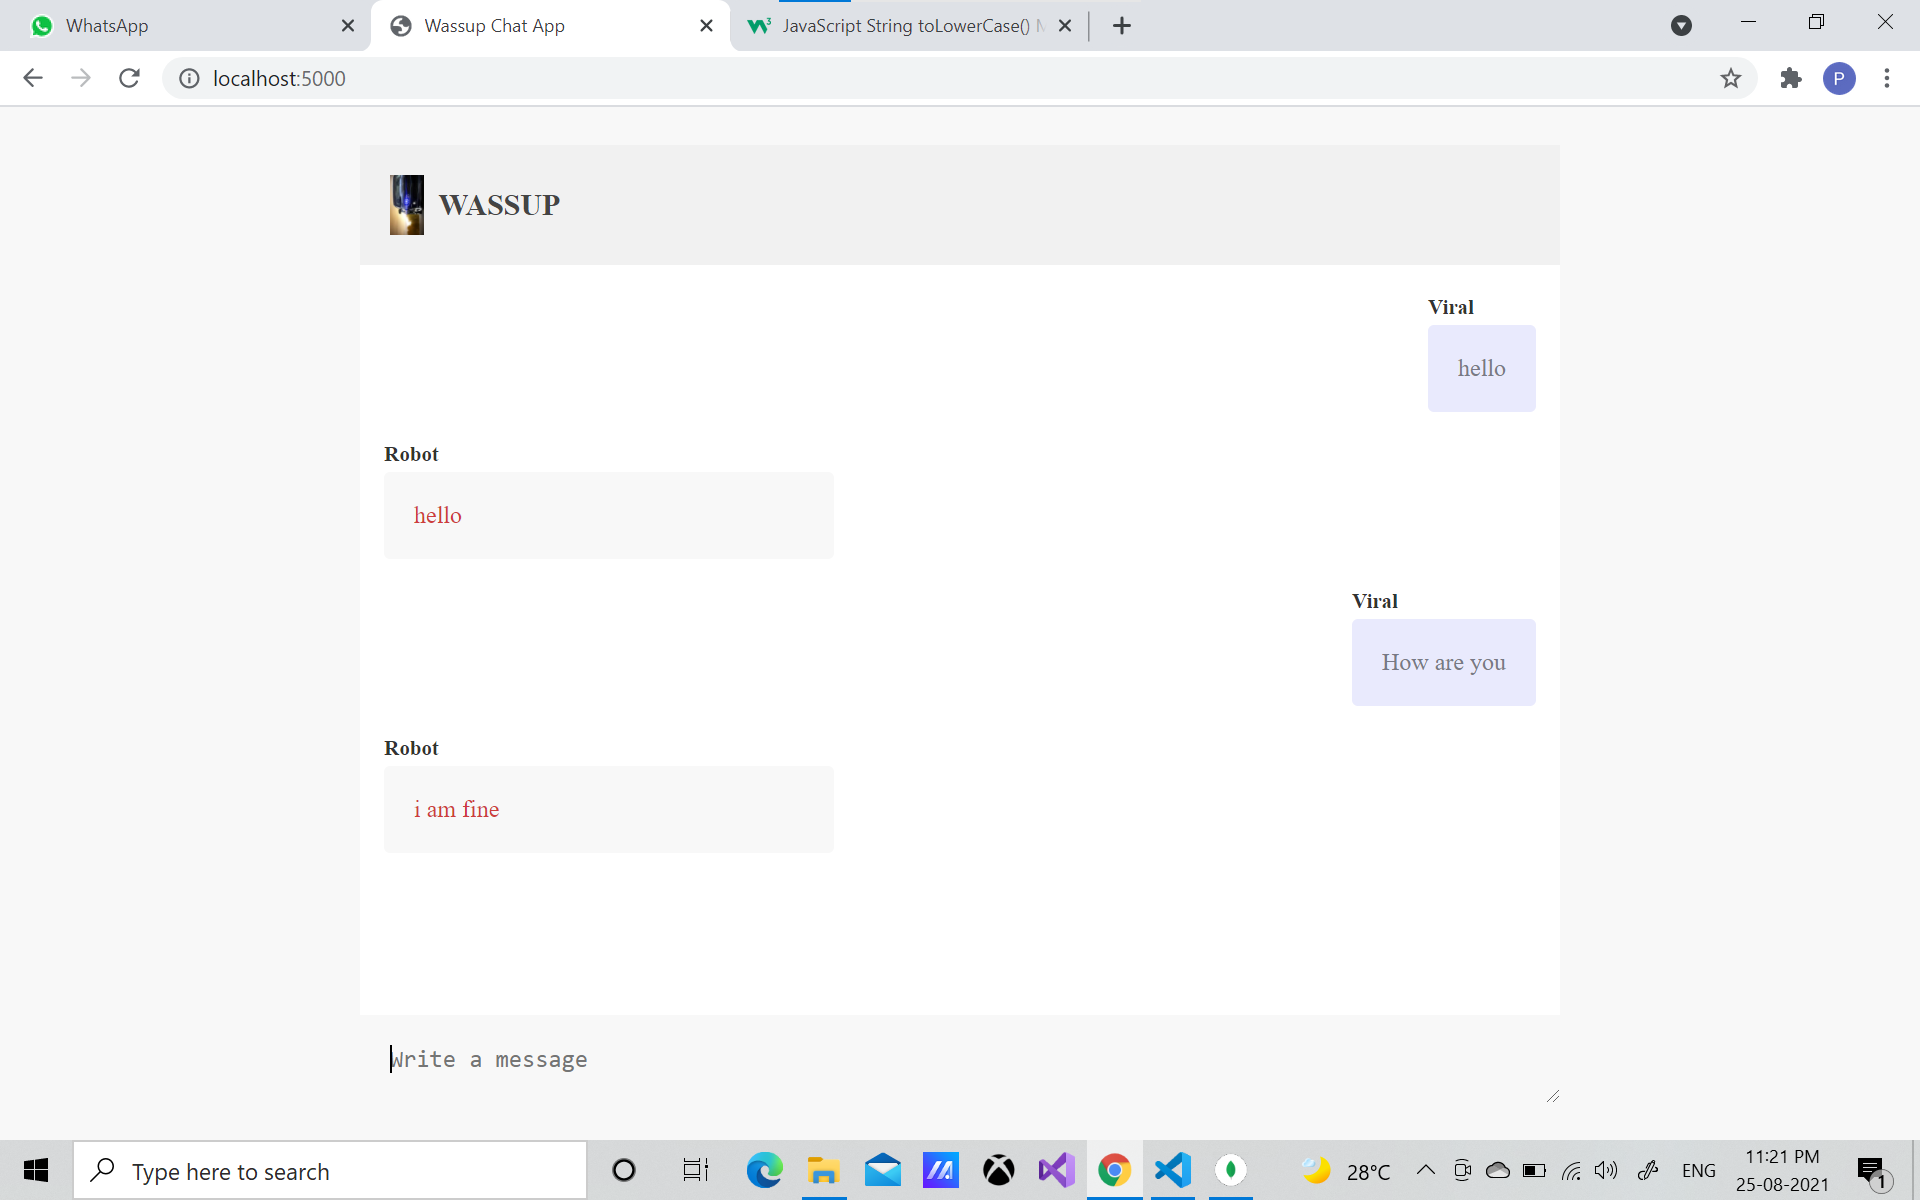 WhatsApp
Wassup Chat App
JavaScript String toLowerCase()
localhost:5000
P
WASSUP
Viral
hello
Robot
hello
Viral
How are you
Robot
i am fine
Write a message
Type here to search
28°C
ENG
11:21 PM
25-08-2021
1